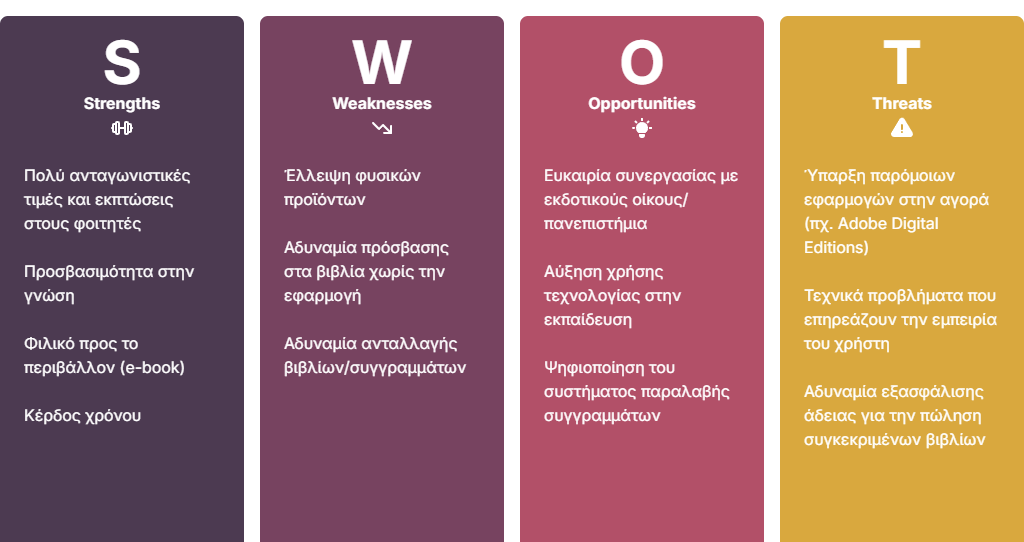 S
Strengths
Πολύ ανταγωνιστικές
τιμές και εκπτώσεις
στους φοιτητές
Προσβασιμότητα στην
γνώση
Φιλικό προς το
περιβάλλον (e-book)
Κέρδος χρόνου
W
Weaknesses
Έλλειψη φυσικών
προϊόντων
Αδυναμία πρόσβασης
στα βιβλία χωρίς την
εφαρμογή
Αδυναμία ανταλλαγής
βιβλίων/συγγραμμάτων
O
Opportunities
Ευκαιρία συνεργασίας με
εκδοτικούς οίκους/
πανεπιστήμια
Αύξηση χρήσης
τεχνολογίας στην
εκπαίδευση
Ψηφιοποίηση του
συστήματος παραλαβής
συγγραμμάτων
T
Threats
Ύπαρξη παρόμοιων
εφαρμογών στην αγορά
(πχ. Adobe Digital
Editions)
Τεχνικά προβλήματα που
επηρεάζουν την εμπειρία
του χρήστη
Αδυναμία εξασφάλισης
άδειας για την πώληση
συγκεκριμένων βιβλίων